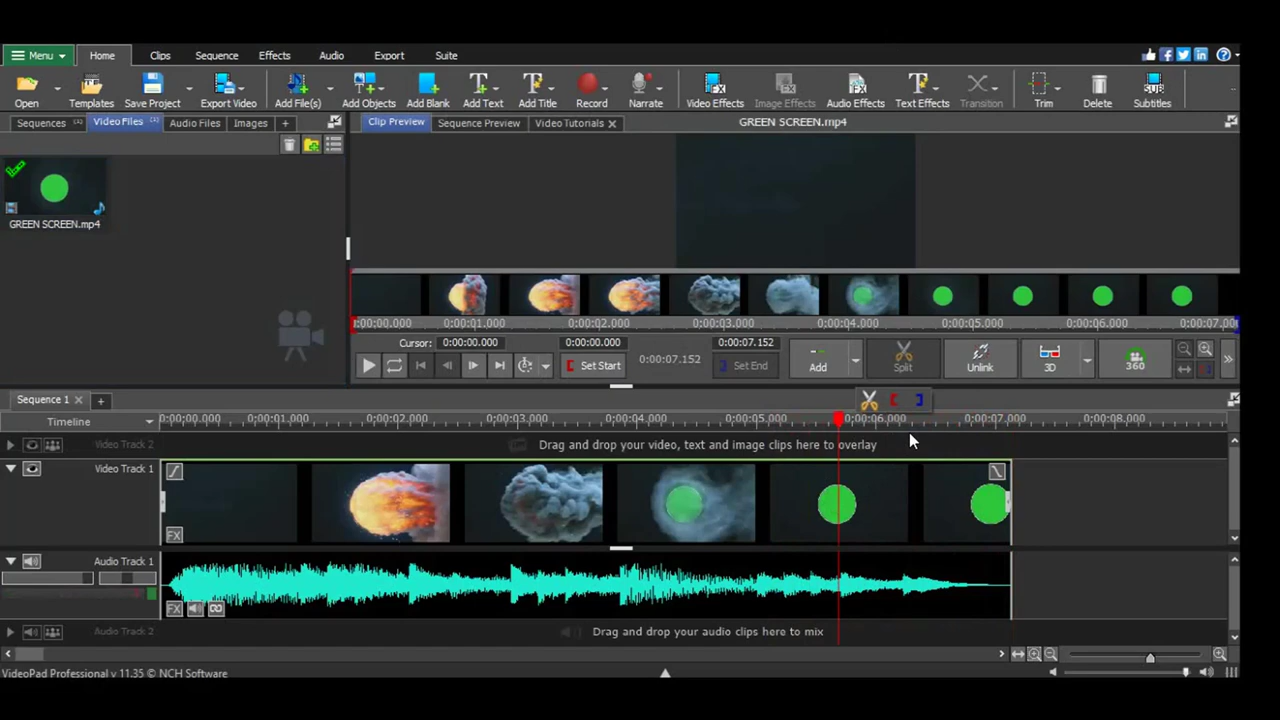 Menu
Home
Clips
Sequence
Effects
Audio
Export
Suite
Open
Templates
Save Project
Export Video
Add File(s)
Add Objects
Add Blank
Add Text
Add Title
Record
Narrate
Video Effects
Image Effects
Audio Effects
Text Effects
Transition
Trim
Delete
SUB
Subtitles
Sequences (1)
Video Files (1)
Audio Files
Images
+
Clip Preview
Sequence Preview
Video Tutorials
GREEN SCREEN.mp4
GREEN SCREEN.mp4
0:00:00.000 0:00:01.000 0:00:02.000 0:00:03.000 0:00:04.000 0:00:05.000 0:00:06.000 0:00:07.00
Cursor:
0:00:00.000
0:00:00.000
0:00:07.152
Set Start
0:00:07.152
Set End
Add
Split
Unlink
3D
360
Sequence 1
+
Timeline
0:00:00.000 0:00:01.000 0:00:02.000 0:00:03.000 0:00:04.000 0:00:05.000 0:00:06.000 0:00:07.000 0:00:08.000
Video Track 2
Drag and drop your video, text and image clips here to overlay
Video Track 1
FX
Audio Track 1
FX
Audio Track 2
Drag and drop your audio clips here to mix
VideoPad Professional v 11.35 © NCH Software